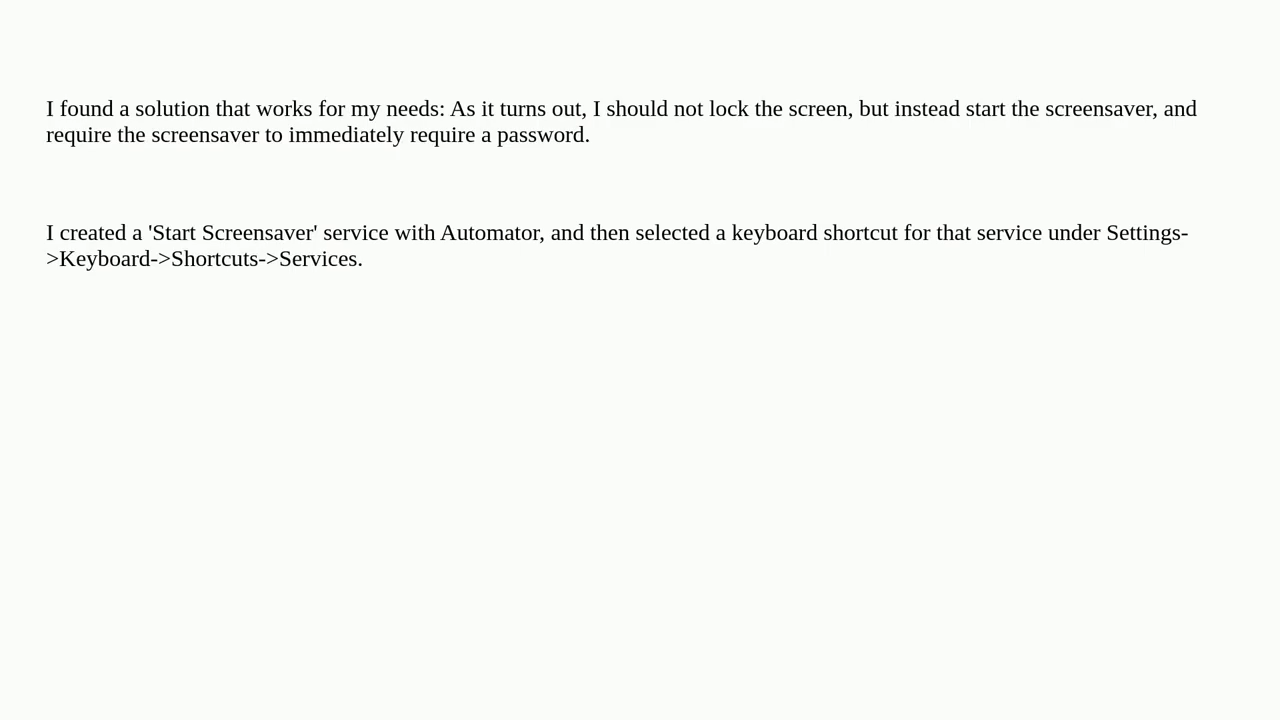 I found a solution that works for my needs: As it turns out, I should not lock the screen, but instead start the screensaver, and
require the screensaver to immediately require a password.
I created a 'Start Screensaver' service with Automator, and then selected a keyboard shortcut for that service under Settings-
>Keyboard->Shortcuts->Services.